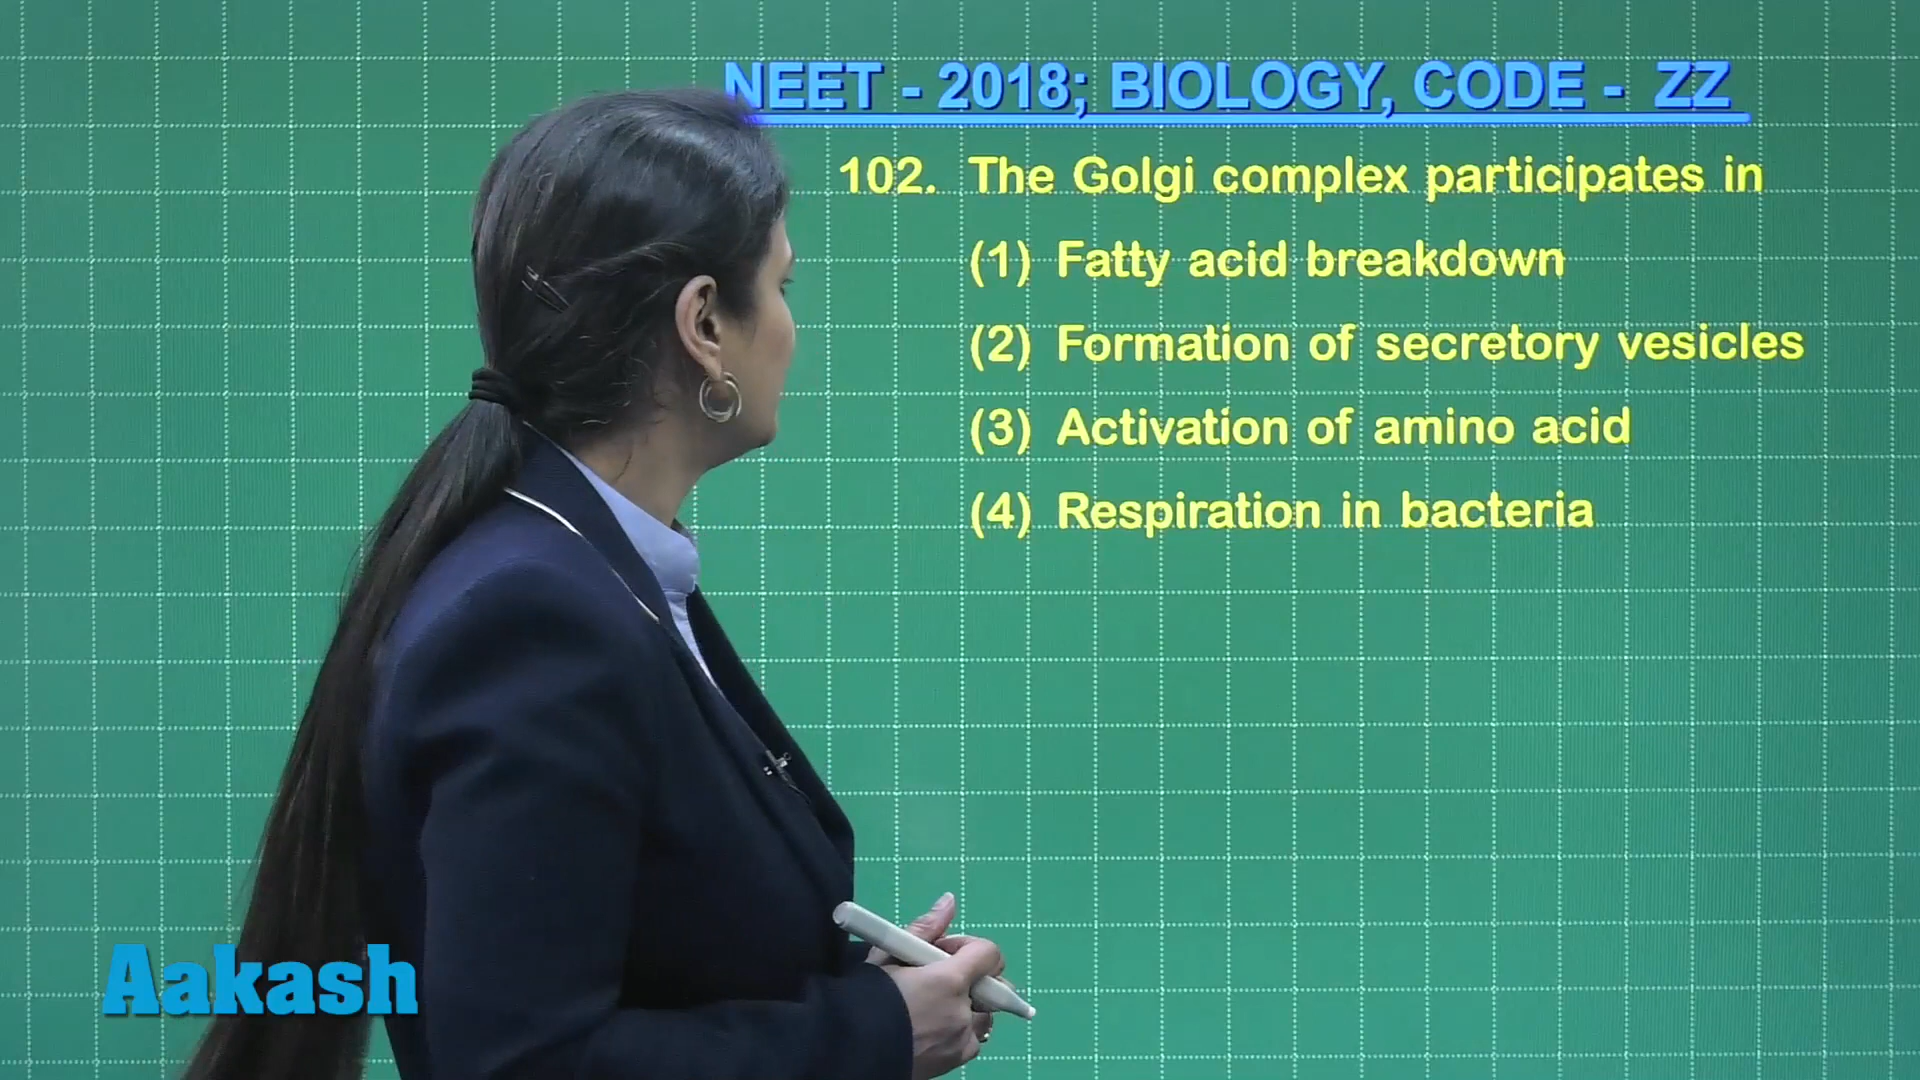 NEET - 2018; BIOLOGY, CODE - ZZ
102. The Golgi complex participates in
(1) Fatty acid breakdown
(2) Formation of secretory vesicles
(3) Activation of amino acid
(4) Respiration in bacteria
Aakash